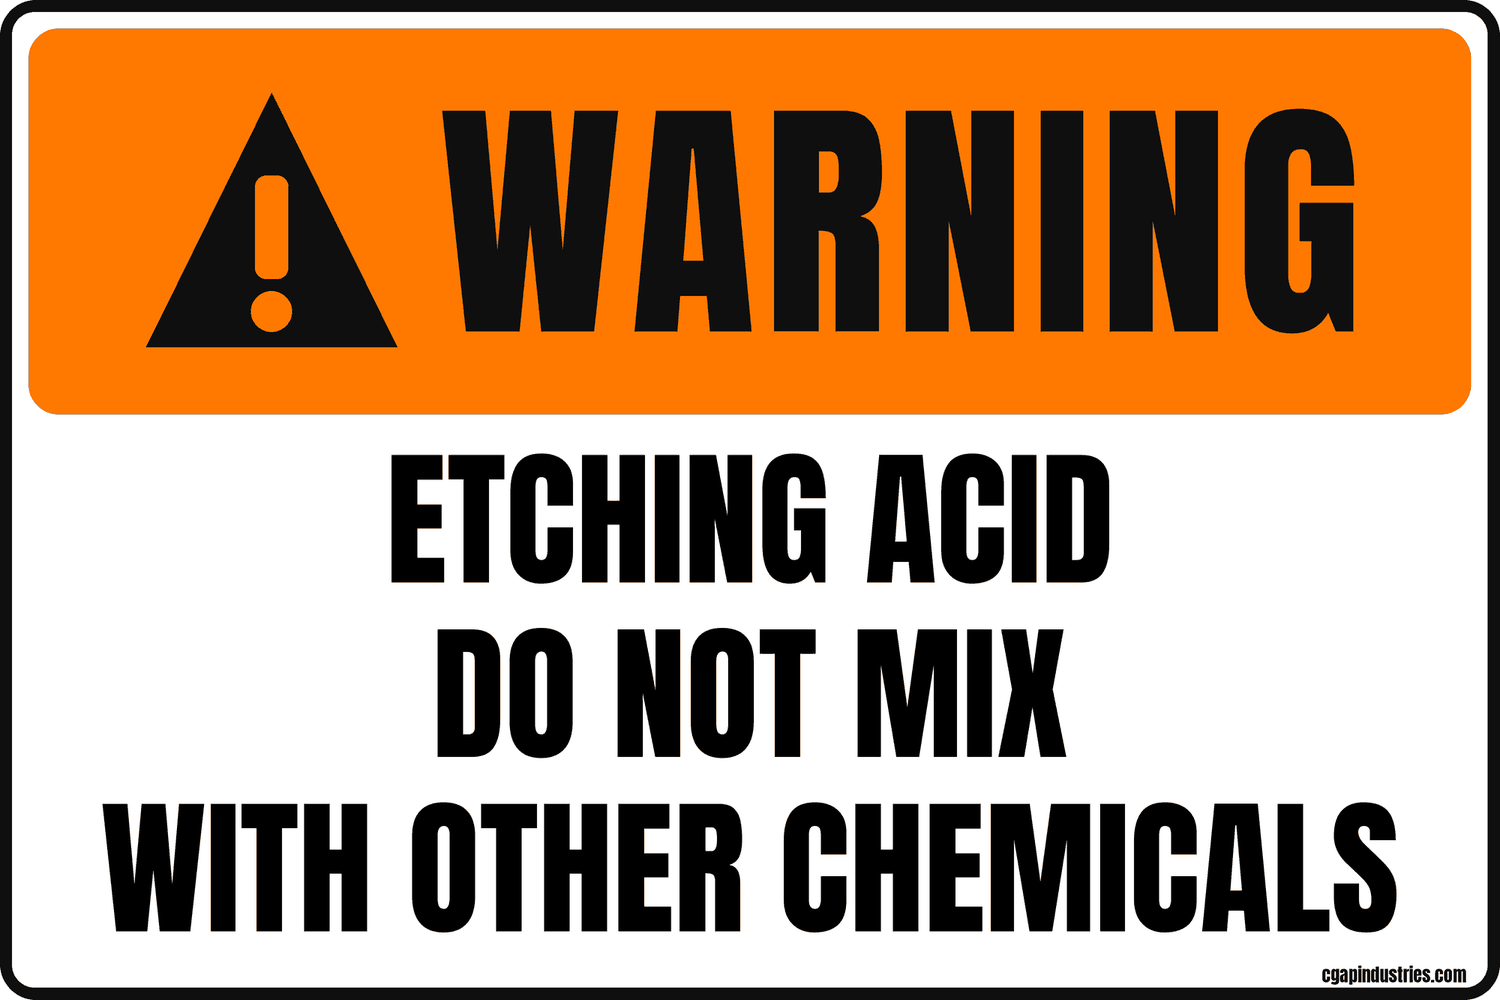 WARNING
ETCHING ACID
DO NOT MIX
WITH OTHER CHEMICALS
cgapindustries.com